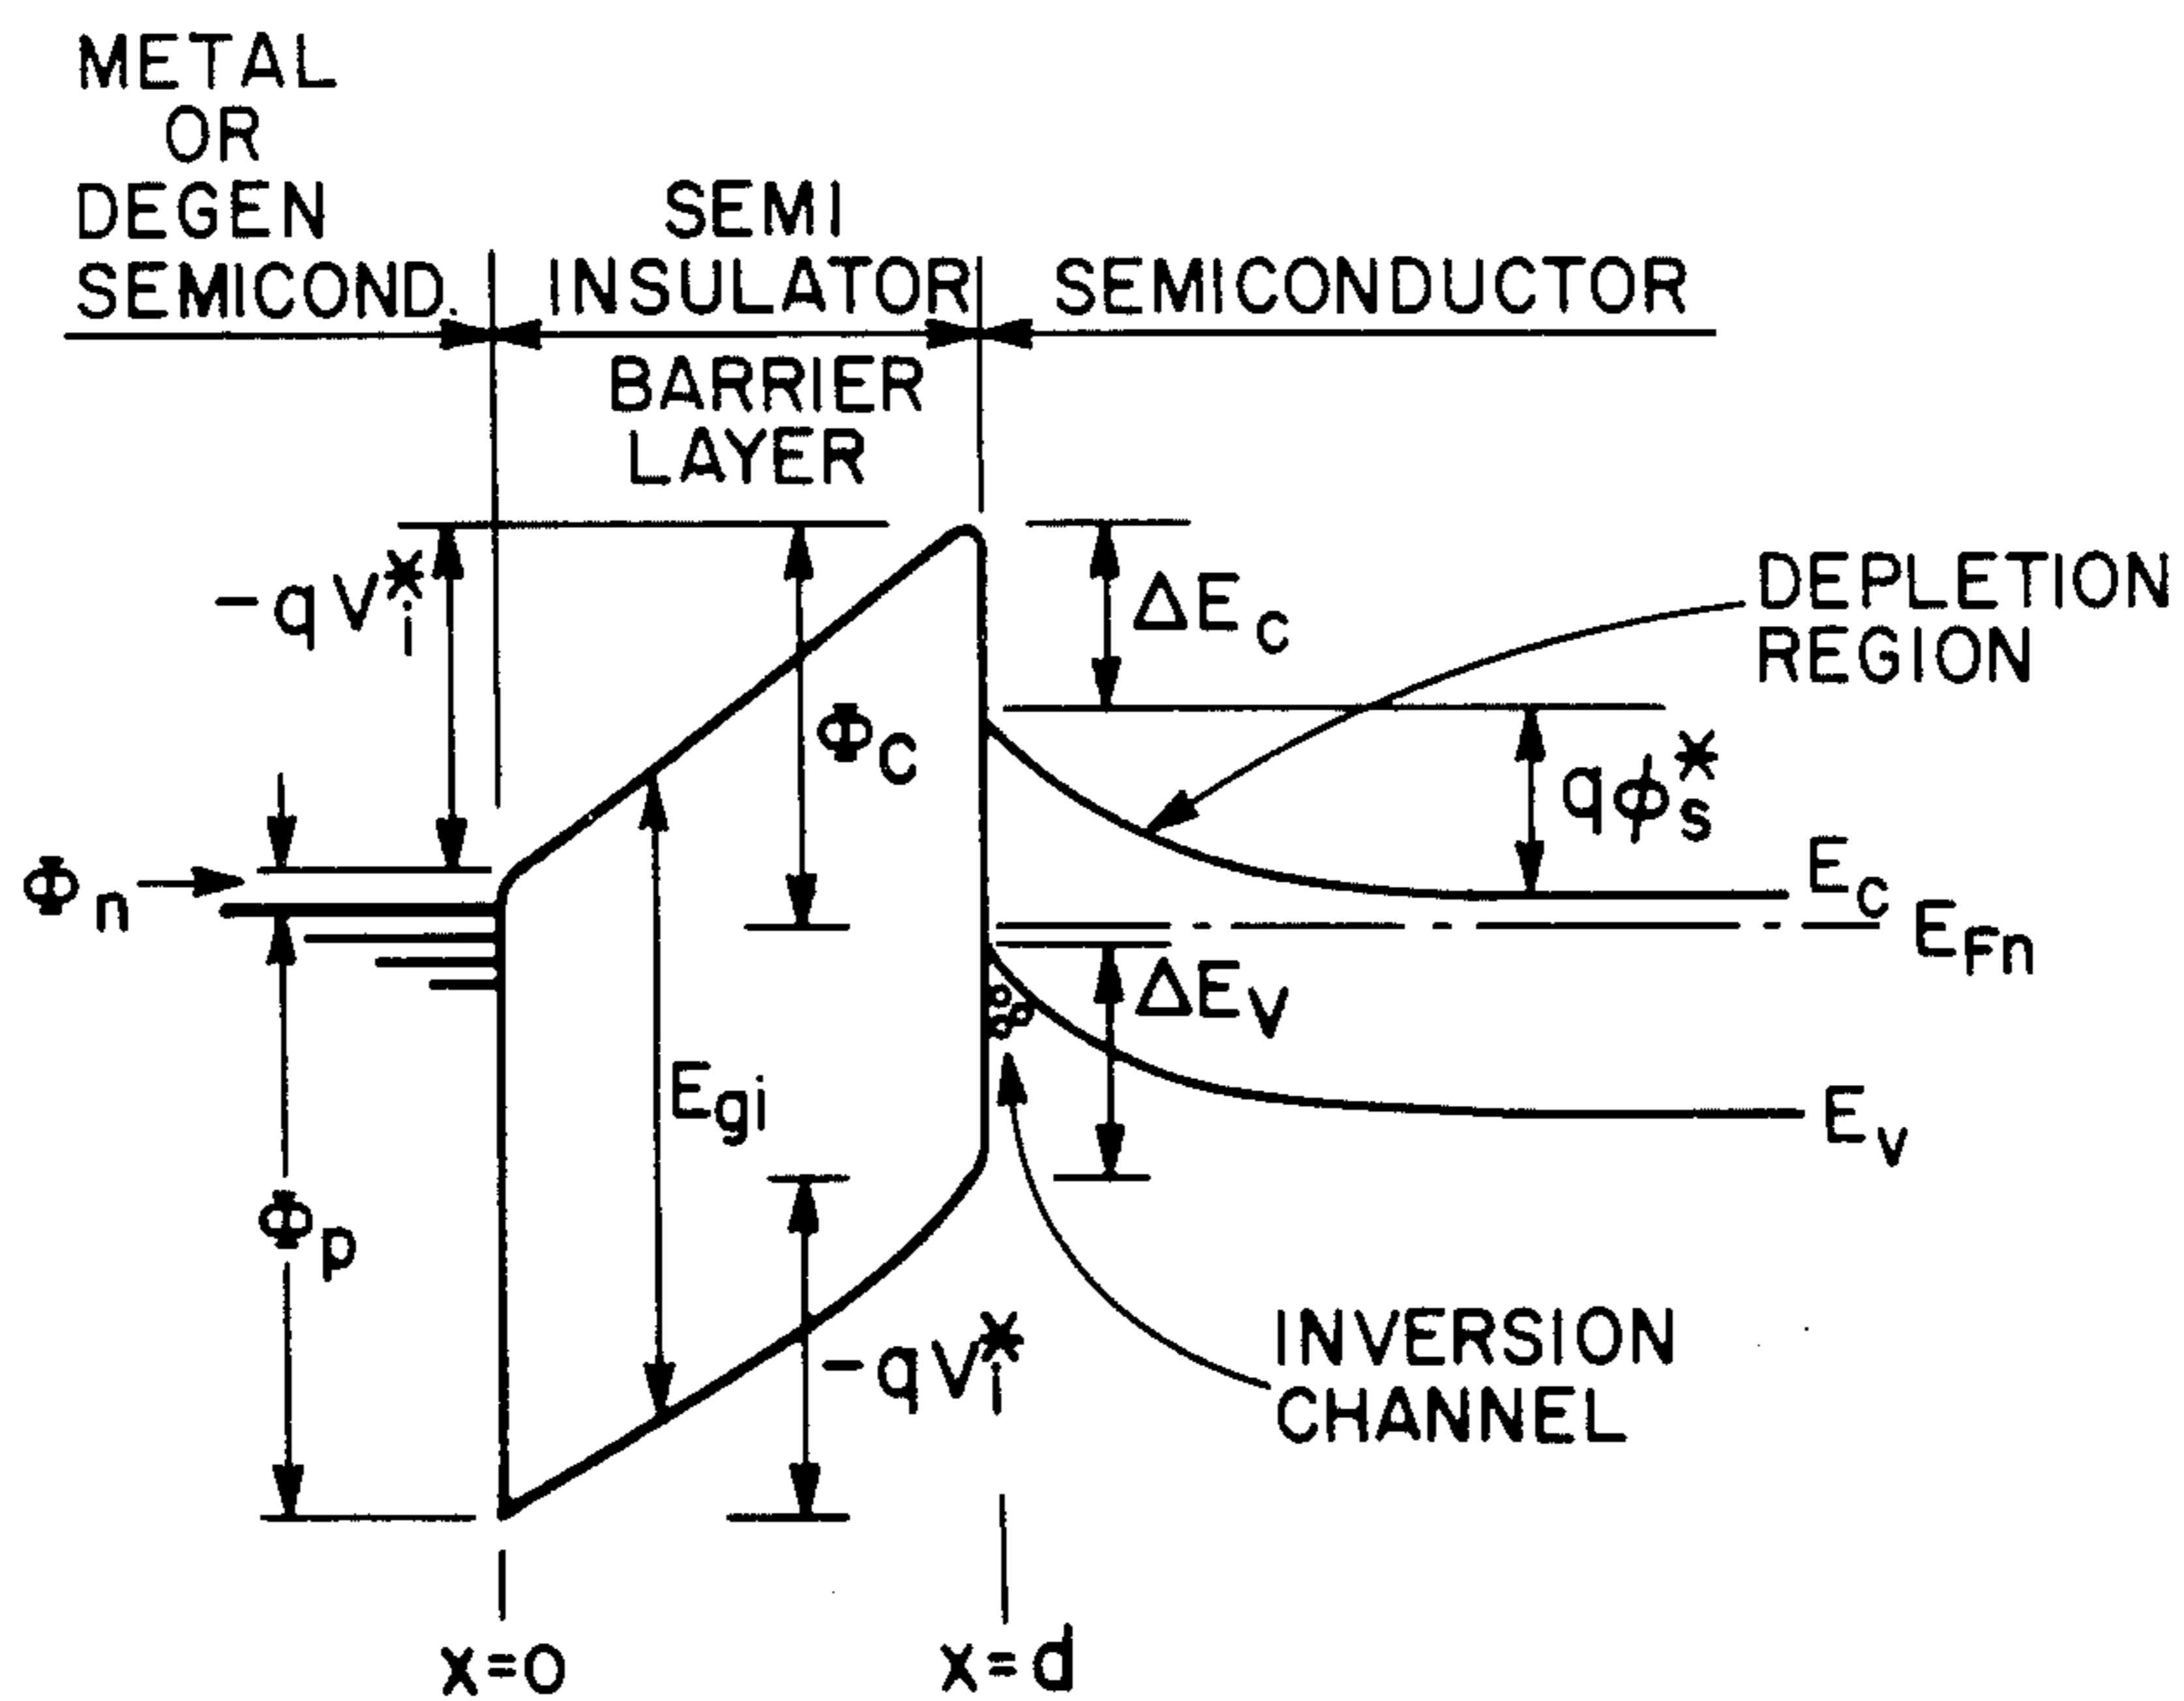 METAL
OR
DEGEN
SEMICOND.
SEMI
INSULATOR
BARRIER
LAYER
SEMICONDUCTOR
-qV*i
ΔEc
DEPLETION
REGION
Φc
qϕ*s
Φn
Ec
EFn
ΔEv
Egi
Ev
Φp
-qV*i
INVERSION
CHANNEL
x=o
x=d